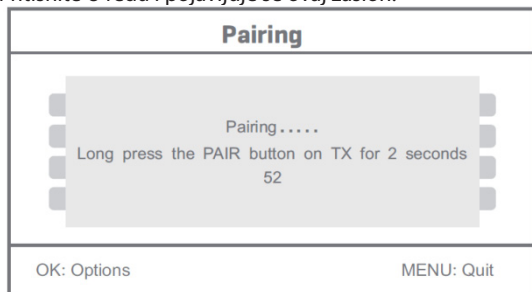 Pairing
Pairing.....
Long press the PAIR button on TX for 2 seconds
52
OK: Options
MENU: Quit